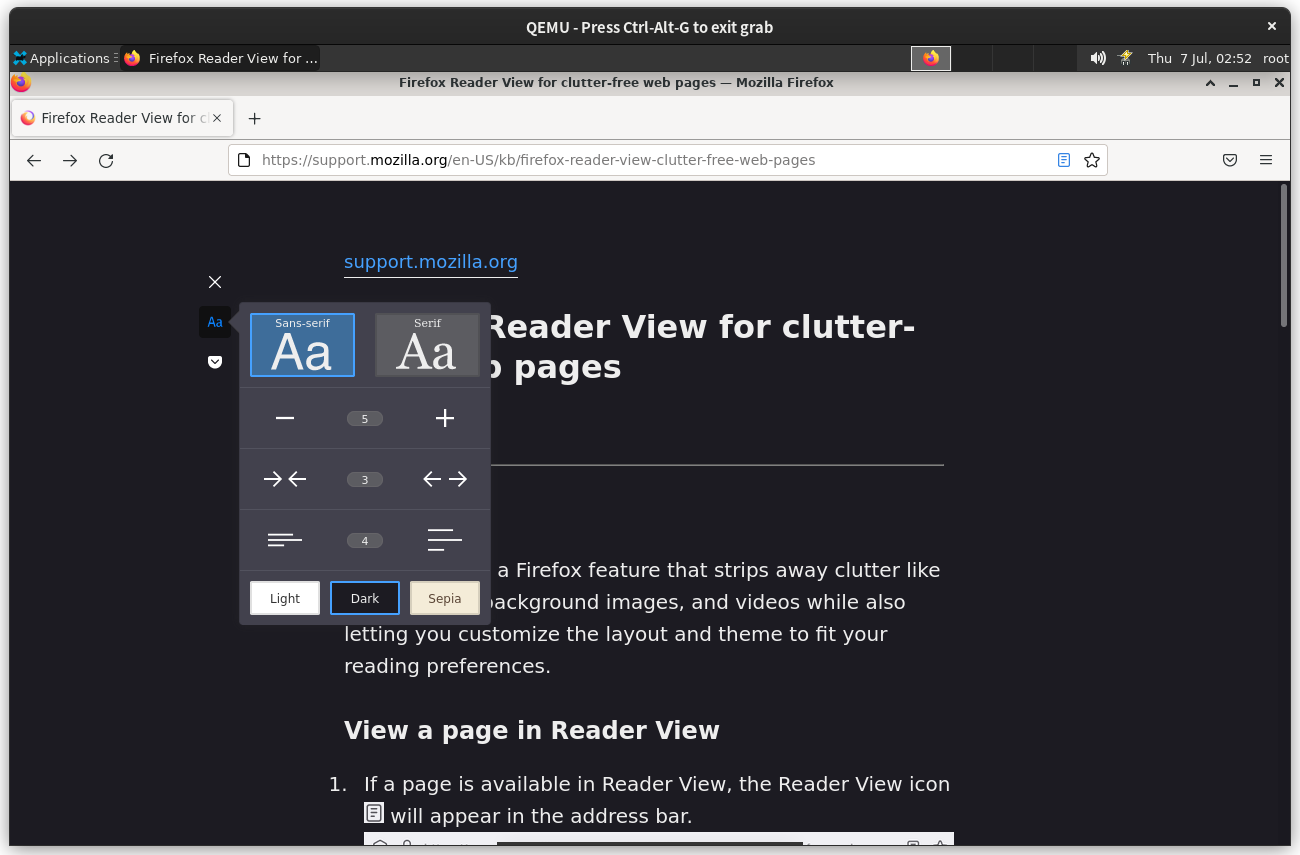 QEMU - Press Ctrl-Alt-G to exit grab
Applications Firefox Reader View for ... Thu 7 Jul, 02:52 root
Firefox Reader View for clutter-free web pages — Mozilla Firefox
Firefox Reader View for
https://support.mozilla.org/en-US/kb/firefox-reader-view-clutter-free-web-pages
support.mozilla.org
Reader View for clutter-
pages
Aa
Sans-serif
Aa
Serif
Aa
5
3
4
Light Dark Sepia
a Firefox feature that strips away clutter like
background images, and videos while also
letting you customize the layout and theme to fit your
reading preferences.
View a page in Reader View
1. If a page is available in Reader View, the Reader View icon
will appear in the address bar.